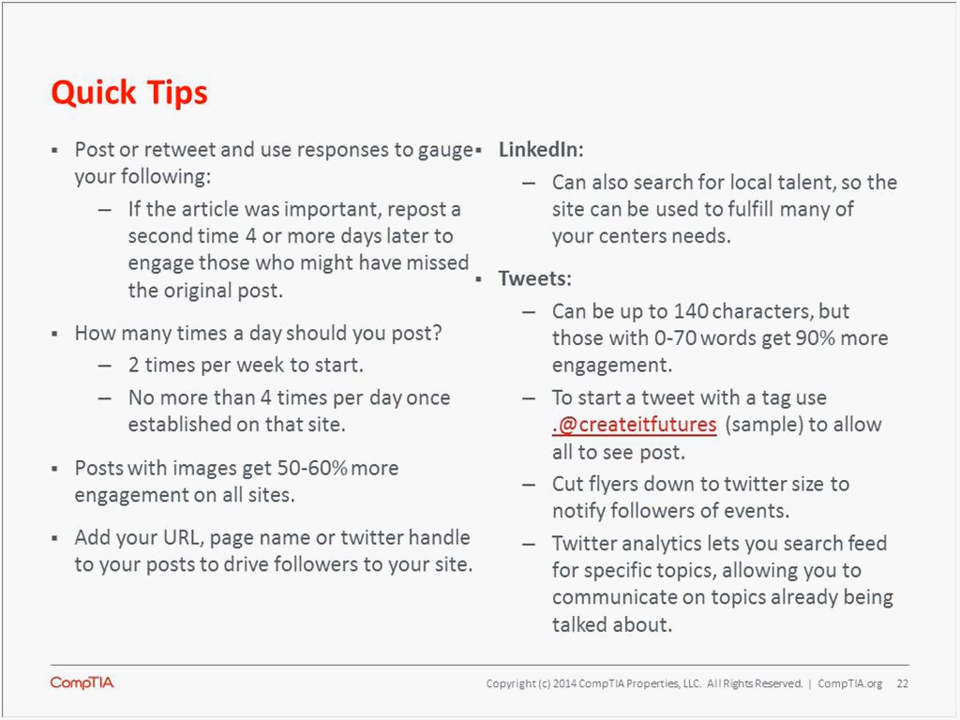 Quick Tips
▪ Post or retweet and use responses to gauge
your following:
– If the article was important, repost a
second time 4 or more days later to
engage those who might have missed
the original post.
▪ How many times a day should you post?
– 2 times per week to start.
– No more than 4 times per day once
established on that site.
▪ Posts with images get 50-60% more
engagement on all sites.
▪ Add your URL, page name or twitter handle
to your posts to drive followers to your site.
▪ LinkedIn:
– Can also search for local talent, so the
site can be used to fulfill many of
your centers needs.
▪ Tweets:
– Can be up to 140 characters, but
those with 0-70 words get 90% more
engagement.
– To start a tweet with a tag use
.@createitfutures (sample) to allow
all to see post.
– Cut flyers down to twitter size to
notify followers of events.
– Twitter analytics lets you search feed
for specific topics, allowing you to
communicate on topics already being
talked about.
CompTIA
Copyright (c) 2014 CompTIA Properties, LLC. All Rights Reserved. | CompTIA.org 22